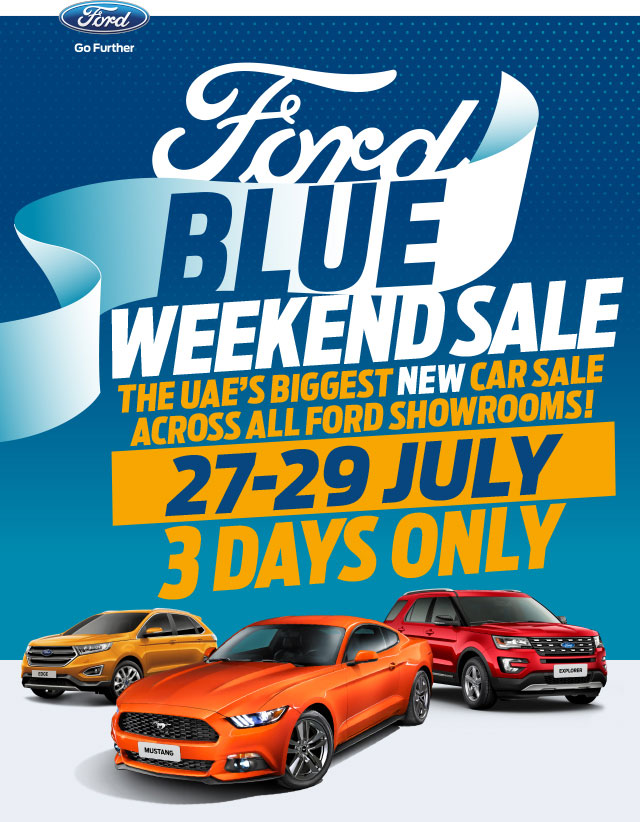 Ford
Go Further
Ford
BLUE
WEEKEND SALE
THE UAE'S BIGGEST NEW CAR SALE
ACROSS ALL FORD SHOWROOMS!
27-29 JULY
3 DAYS ONLY
EDGE
MUSTANG
Ford
EXPLORER